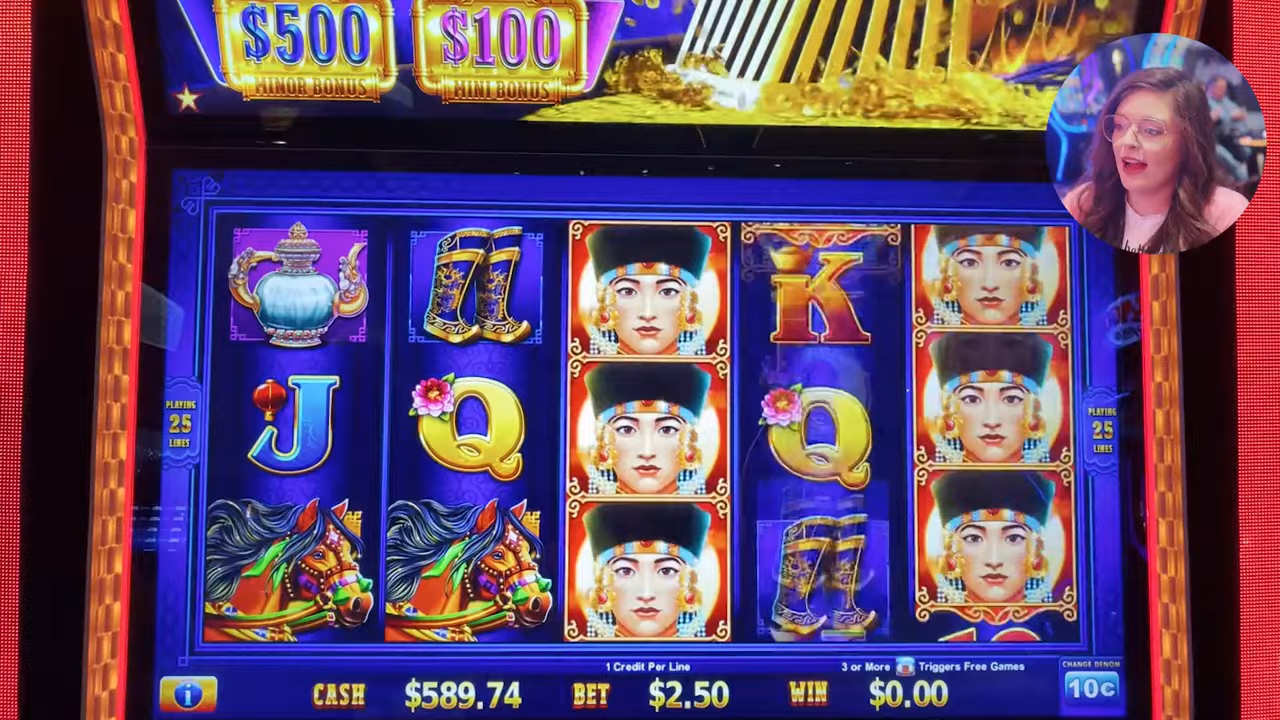 $500
MINOR BONUS
$100
MINI BONUS
K
J
Q
Q
PLAYING
25
LINES
PLAYING
25
LINES
1 Credit Per Line
3 or More Triggers Free Games
CHANGE DENOM
10¢
CASH $589.74 BET $2.50 WIN $0.00